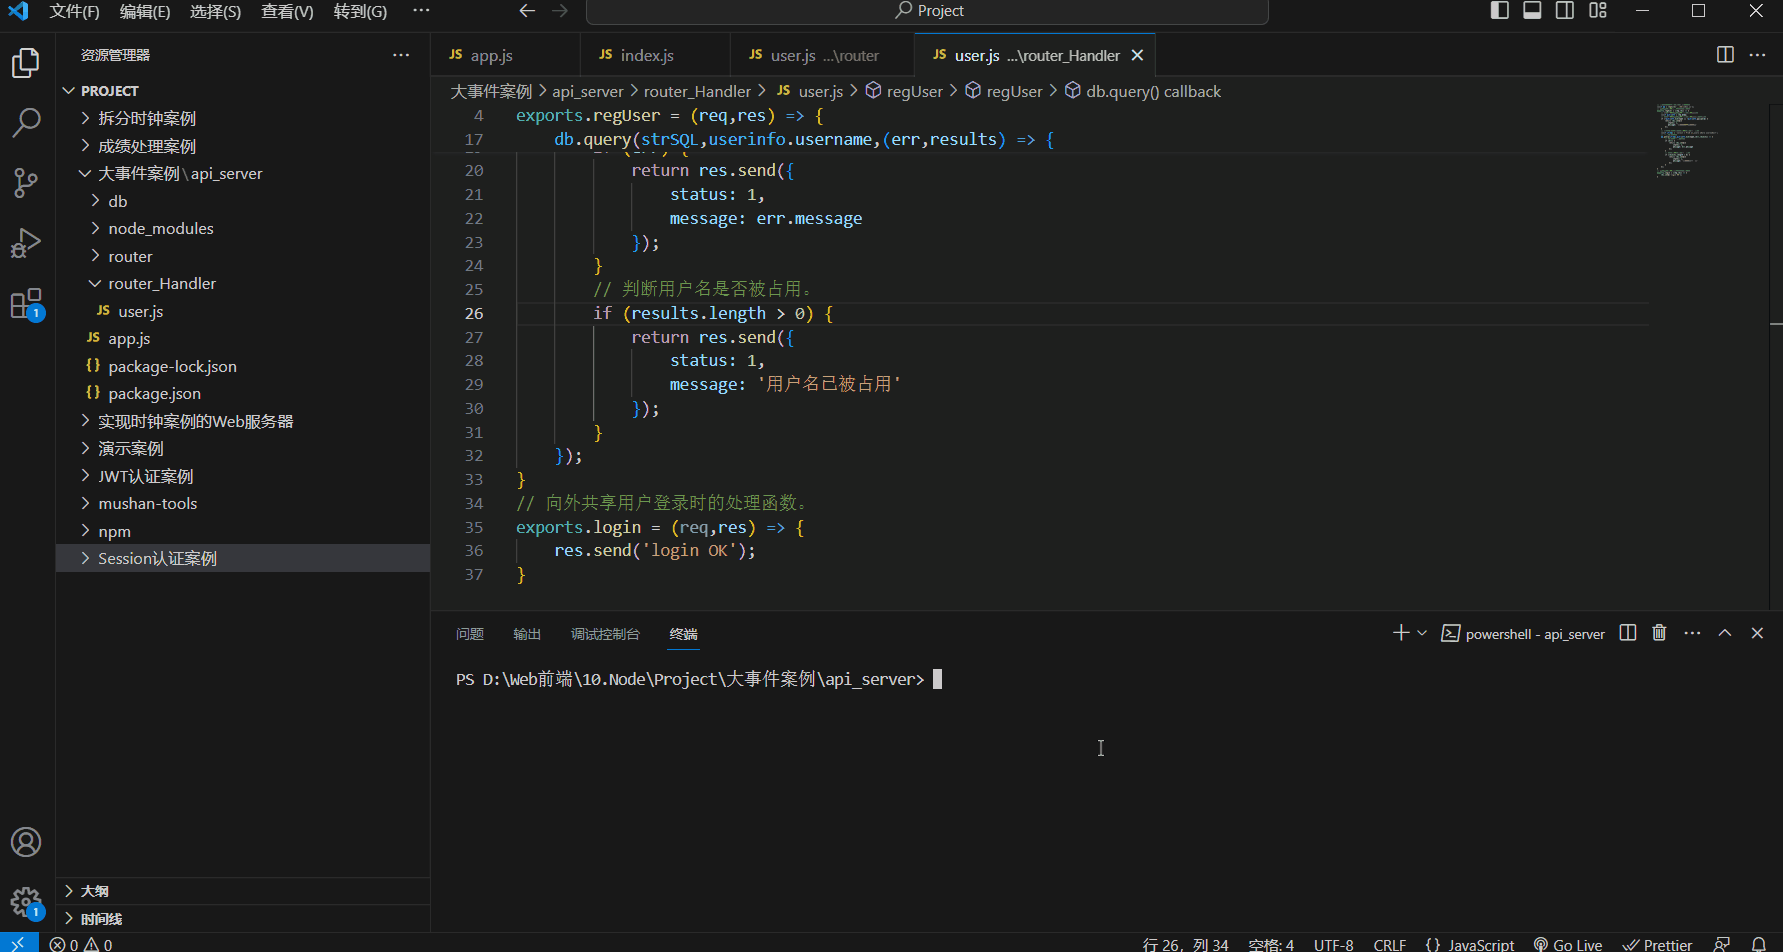 文件(F) 编辑(E) 选择(S) 查看(V) 转到(G) ··· Project
资源管理器 ···
PROJECT
拆分时钟案例
成绩处理案例
大事件案例\api_server
db
node_modules
router
router_Handler
JS user.js
JS app.js
{} package-lock.json
{} package.json
实现时钟案例的Web服务器
演示案例
JWT认证案例
mushan-tools
npm
Session认证案例
大纲
时间线
JS app.js JS index.js JS user.js ...\router JS user.js ...\router_Handler
大事件案例 > api_server > router_Handler > JS user.js > regUser > regUser > db.query() callback
4 exports.regUser = (req,res) => {
17 db.query(strSQL,userinfo.username,(err,results) => {
20 return res.send({
21 status: 1,
22 message: err.message
23 });
24 }
25 // 判断用户名是否被占用。
26 if (results.length > 0) {
27 return res.send({
28 status: 1,
29 message: '用户名已被占用'
30 });
31 }
32 });
33 }
34 // 向外共享用户登录时的处理函数。
35 exports.login = (req,res) => {
36 res.send('login OK');
37 }
问题 输出 调试控制台 终端 powershell - api_server
PS D:\Web前端\10.Node\Project\大事件案例\api_server>
1
1
0 0 行 26，列 34 空格: 4 UTF-8 CRLF {} JavaScript Go Live Prettier